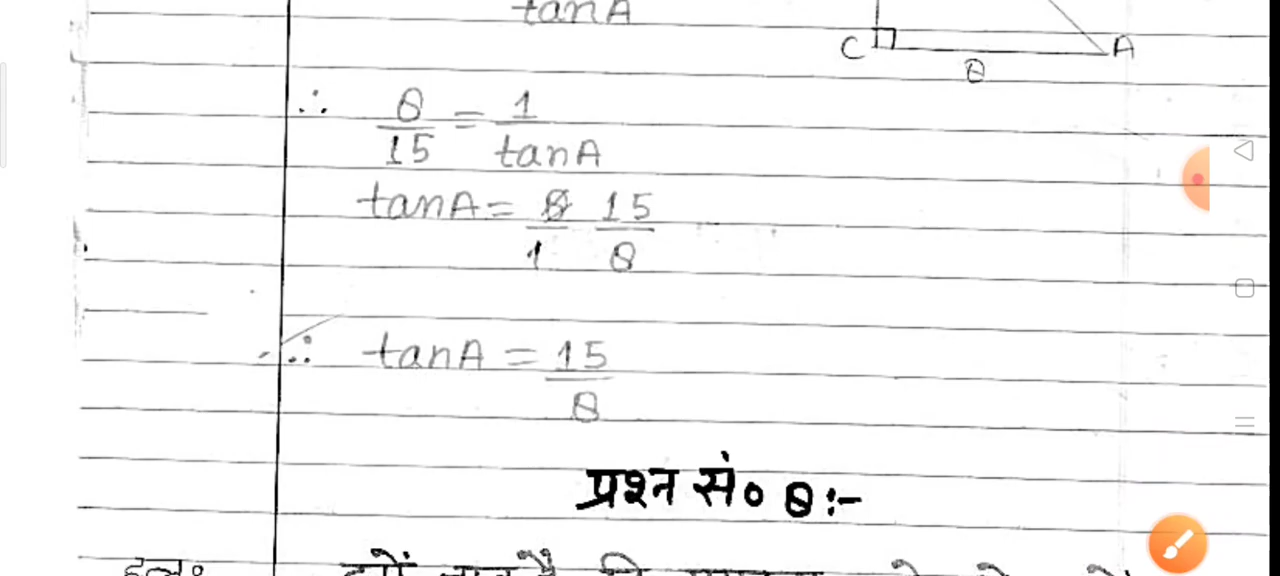 tanA
C A
8
∴ 8/15 = 1/tanA
tanA = 8/1 15/8
∴ tanA = 15/8
प्रश्न सं० 8:-